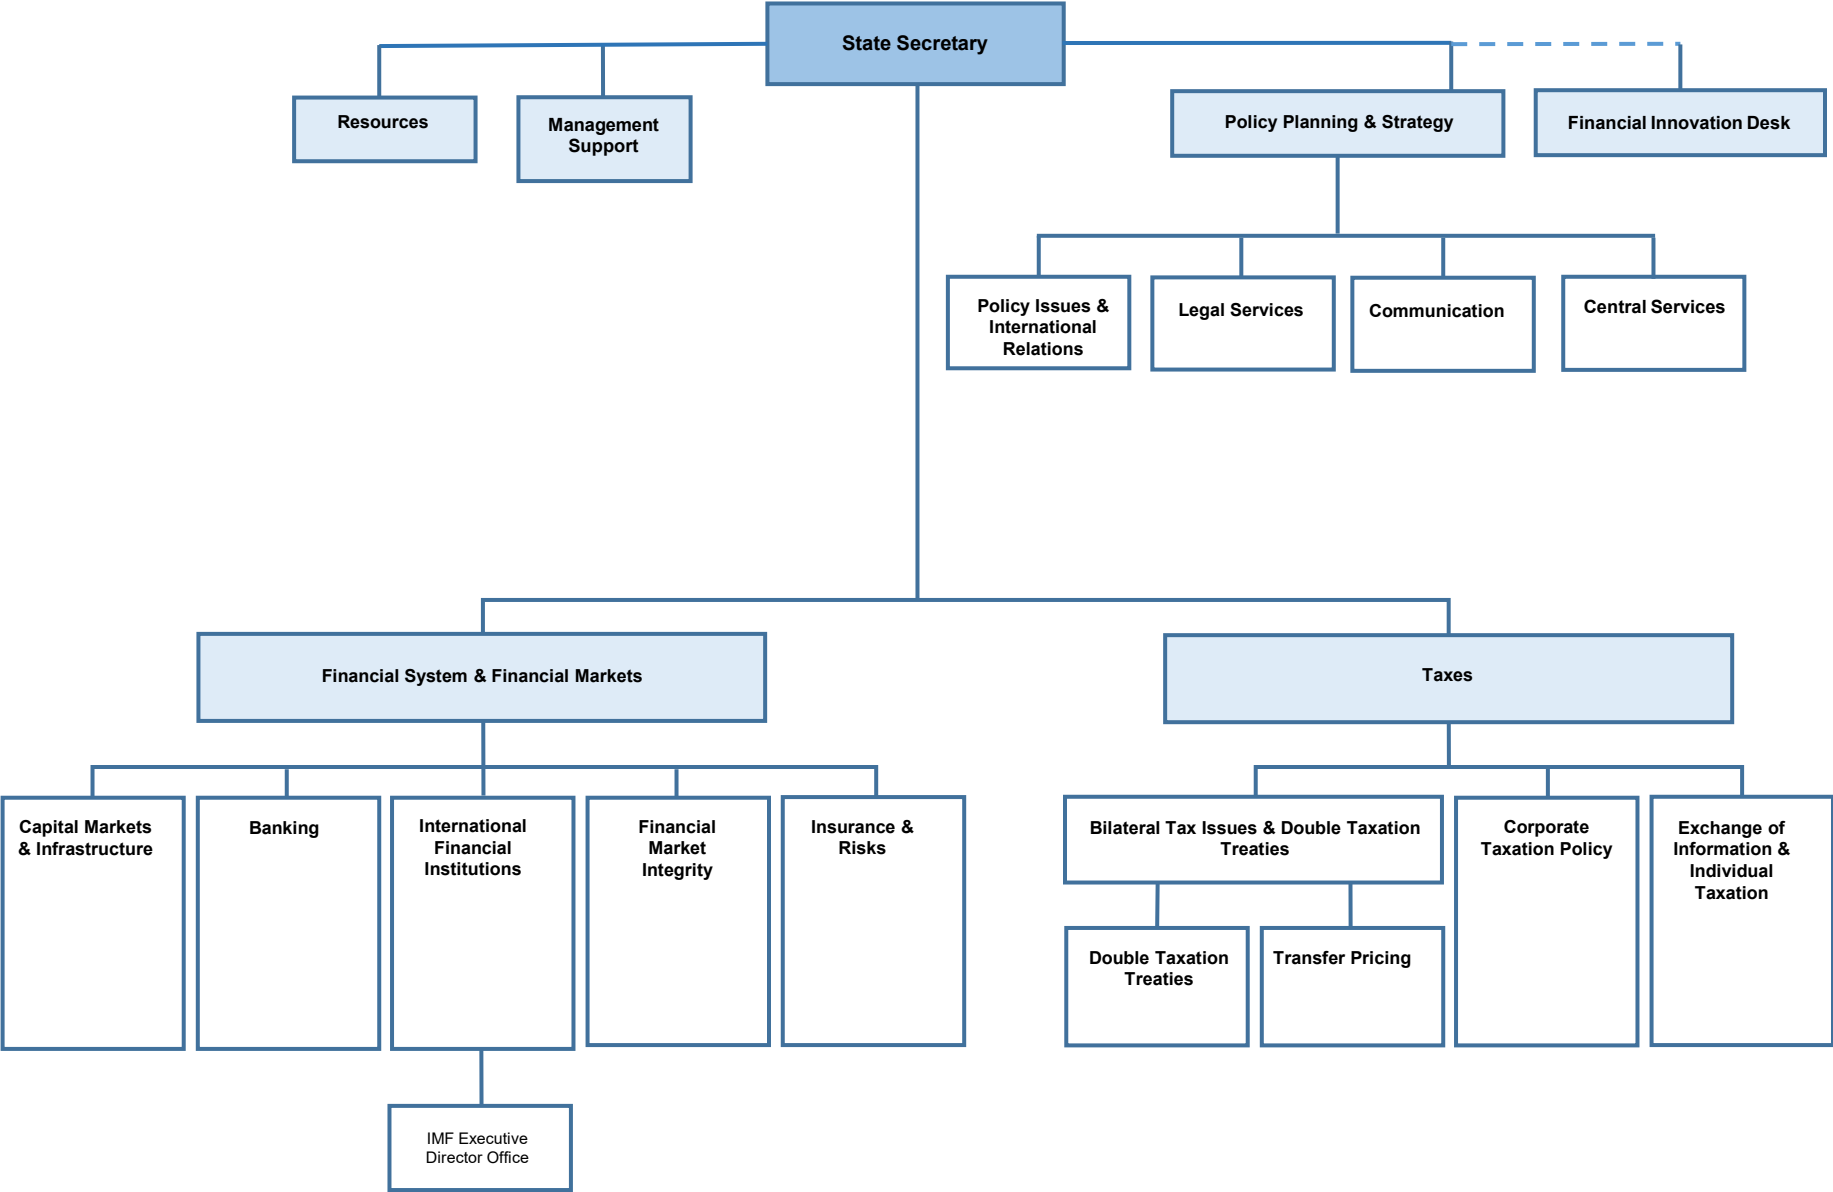 State Secretary
Resources
Management
Support
Policy Planning & Strategy
Financial Innovation Desk
Policy Issues &
International
Relations
Legal Services
Communication
Central Services
Financial System & Financial Markets
Taxes
Capital Markets
& Infrastructure
Banking
International
Financial
Institutions
Financial
Market
Integrity
Insurance &
Risks
Bilateral Tax Issues & Double Taxation
Treaties
Corporate
Taxation Policy
Exchange of
Information &
Individual
Taxation
Double Taxation
Treaties
Transfer Pricing
IMF Executive
Director Office